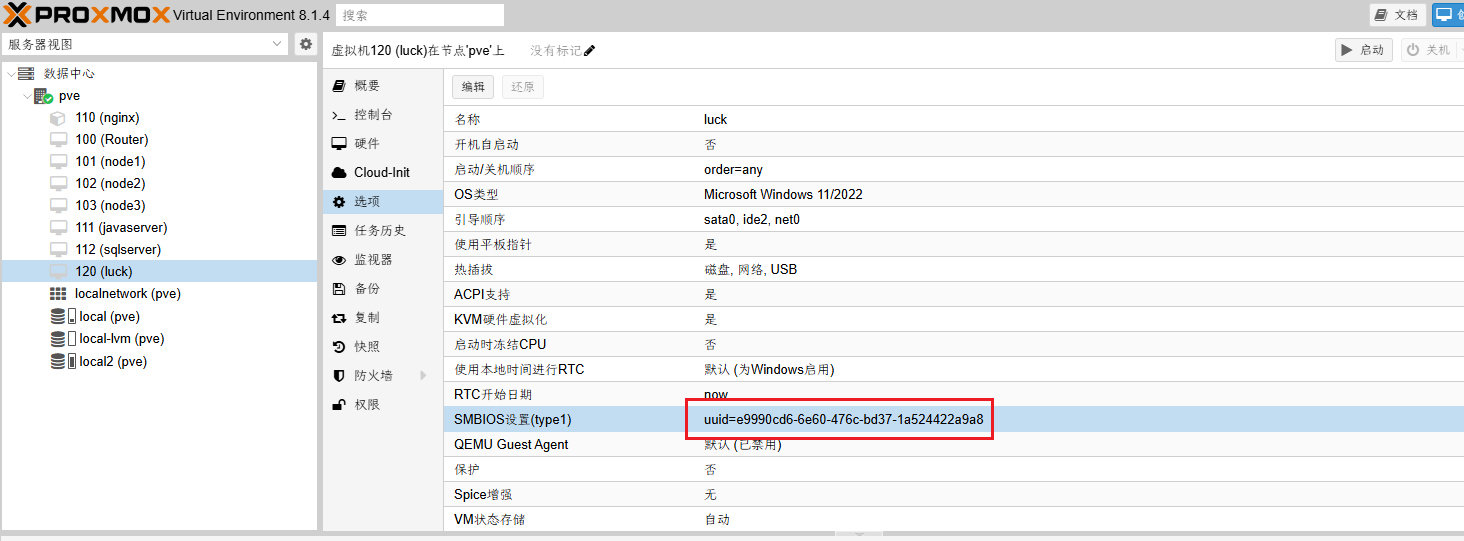 PROXMOX Virtual Environment 8.1.4 搜索 文档
服务器视图
虚拟机120 (luck)在节点'pve'上 没有标记 启动 关机
数据中心
pve
110 (nginx)
100 (Router)
101 (node1)
102 (node2)
103 (node3)
111 (javaserver)
112 (sqlserver)
120 (luck)
localnetwork (pve)
local (pve)
local-lvm (pve)
local2 (pve)
概要
控制台
硬件
Cloud-Init
选项
任务历史
监视器
备份
复制
快照
防火墙
权限
编辑 还原
名称 luck
开机自启动 否
启动/关机顺序 order=any
OS类型 Microsoft Windows 11/2022
引导顺序 sata0, ide2, net0
使用平板指针 是
热插拔 磁盘, 网络, USB
ACPI支持 是
KVM硬件虚拟化 是
启动时冻结CPU 否
使用本地时间进行RTC 默认 (为Windows启用)
RTC开始日期 now
SMBIOS设置(type1) uuid=e9990cd6-6e60-476c-bd37-1a524422a9a8
QEMU Guest Agent 默认 (已禁用)
保护 否
Spice增强 无
VM状态存储 自动